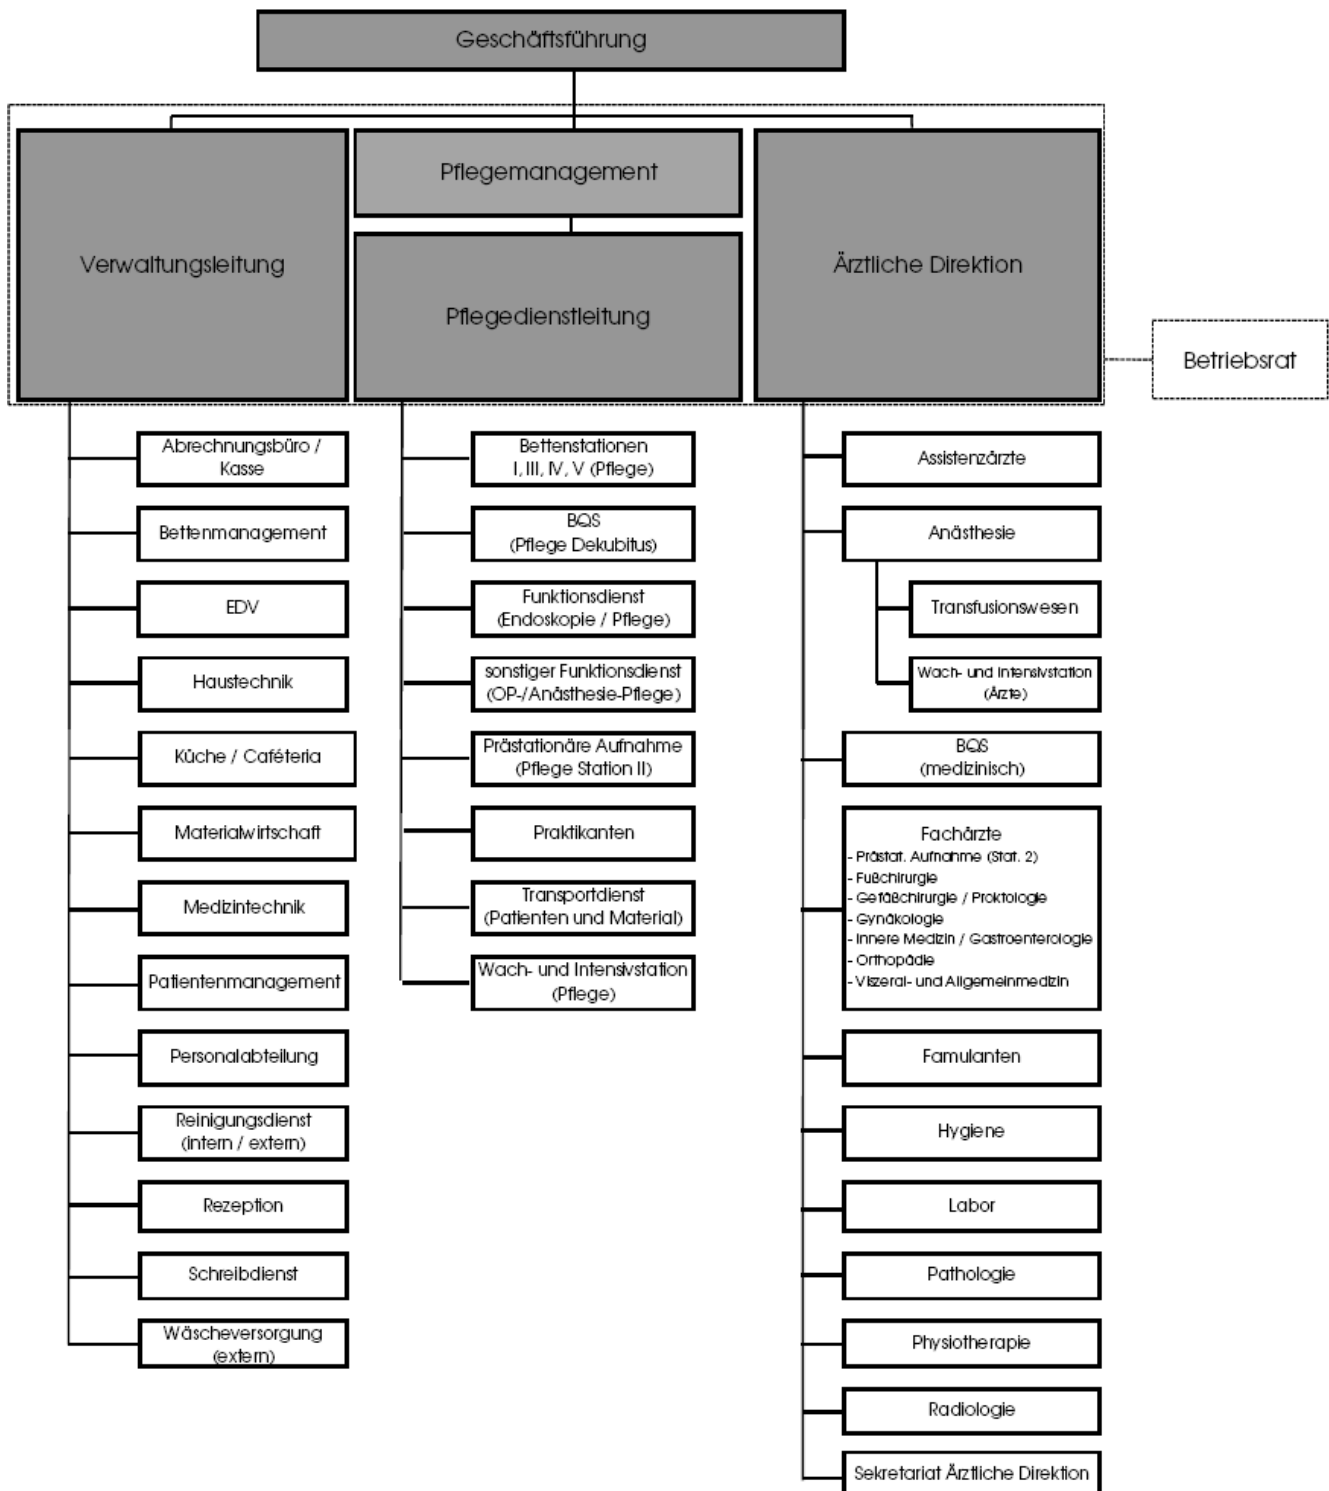 Geschäftsführung
Verwaltungsleitung
Pflegemanagement
Pflegedienstleitung
Ärztliche Direktion
Betriebsrat
Abrechnungsbüro /
Kasse
Bettenmanagement
EDV
Haustechnik
Küche / Caféteria
Materialwirtschaft
Medizintechnik
Patientenmanagement
Personalabteilung
Reinigungsdienst
(intern / extern)
Rezeption
Schreibdienst
Wäscheversorgung
(extern)
Bettenstationen
I, III, IV, V (Pflege)
BQS
(Pflege Dekubitus)
Funktionsdienst
(Endoskopie / Pflege)
sonstiger Funktionsdienst
(OP-/Anästhesie-Pflege)
Prästationäre Aufnahme
(Pflege Station II)
Praktikanten
Transportdienst
(Patienten und Material)
Wach- und Intensivstation
(Pflege)
Assistenzärzte
Anästhesie
Transfusionswesen
Wach- und Intensivstation
(Ärzte)
BQS
(medizinisch)
Fachärzte
- Prästat. Aufnahme (Stat. 2)
- Fußchirurgie
- Gefäßchirurgie / Proktologie
- Gynäkologie
- Innere Medizin / Gastroenterologie
- Orthopädie
- Viszeral- und Allgemeinmedizin
Famulanten
Hygiene
Labor
Pathologie
Physiotherapie
Radiologie
Sekretariat Ärztliche Direktion